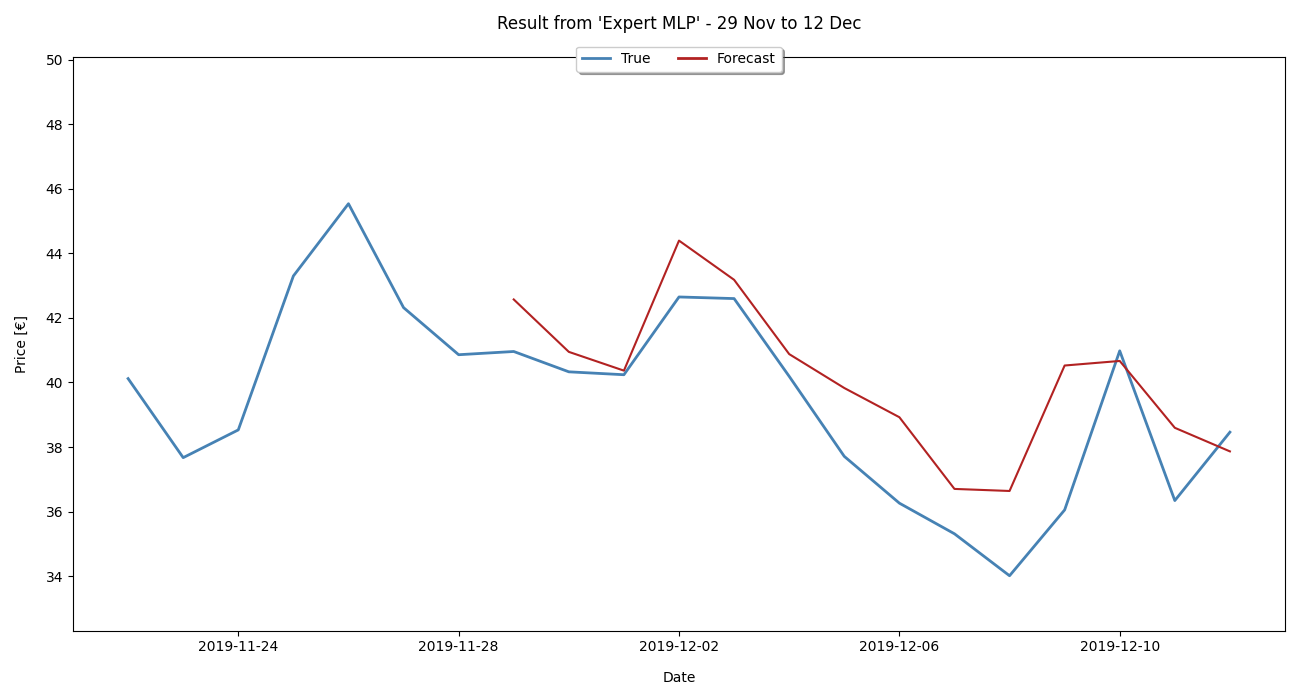 Result from 'Expert MLP' - 29 Nov to 12 Dec
True Forecast
50
48
46
44
42
40
38
36
34
Price [€]
2019-11-24 2019-11-28 2019-12-02 2019-12-06 2019-12-10
Date